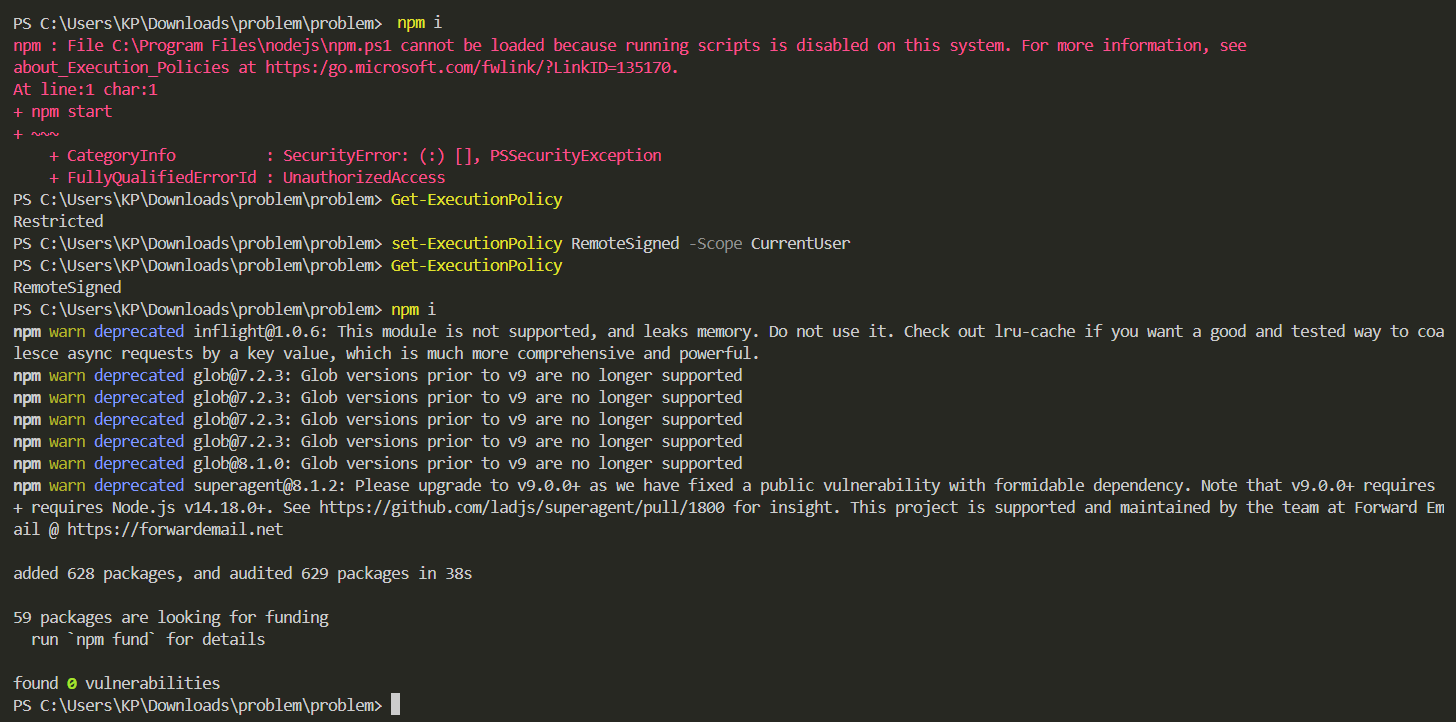 PS C:\Users\KP\Downloads\problem\problem>  npm i
npm : File C:\Program Files\nodejs\npm.ps1 cannot be loaded because running scripts is disabled on this system. For more information, see
about_Execution_Policies at https:/go.microsoft.com/fwlink/?LinkID=135170.
At line:1 char:1
+ npm start
+ ~~~
    + CategoryInfo          : SecurityError: (:) [], PSSecurityException
    + FullyQualifiedErrorId : UnauthorizedAccess
PS C:\Users\KP\Downloads\problem\problem> Get-ExecutionPolicy
Restricted
PS C:\Users\KP\Downloads\problem\problem> set-ExecutionPolicy RemoteSigned -Scope CurrentUser
PS C:\Users\KP\Downloads\problem\problem> Get-ExecutionPolicy
RemoteSigned
PS C:\Users\KP\Downloads\problem\problem> npm i
npm warn deprecated inflight@1.0.6: This module is not supported, and leaks memory. Do not use it. Check out lru-cache if you want a good and tested way to coa
lesce async requests by a key value, which is much more comprehensive and powerful.
npm warn deprecated glob@7.2.3: Glob versions prior to v9 are no longer supported
npm warn deprecated glob@7.2.3: Glob versions prior to v9 are no longer supported
npm warn deprecated glob@7.2.3: Glob versions prior to v9 are no longer supported
npm warn deprecated glob@7.2.3: Glob versions prior to v9 are no longer supported
npm warn deprecated glob@8.1.0: Glob versions prior to v9 are no longer supported
npm warn deprecated superagent@8.1.2: Please upgrade to v9.0.0+ as we have fixed a public vulnerability with formidable dependency. Note that v9.0.0+ requires
+ requires Node.js v14.18.0+. See https://github.com/ladjs/superagent/pull/1800 for insight. This project is supported and maintained by the team at Forward Em
ail @ https://forwardemail.net

added 628 packages, and audited 629 packages in 38s

59 packages are looking for funding
  run `npm fund` for details

found 0 vulnerabilities
PS C:\Users\KP\Downloads\problem\problem>